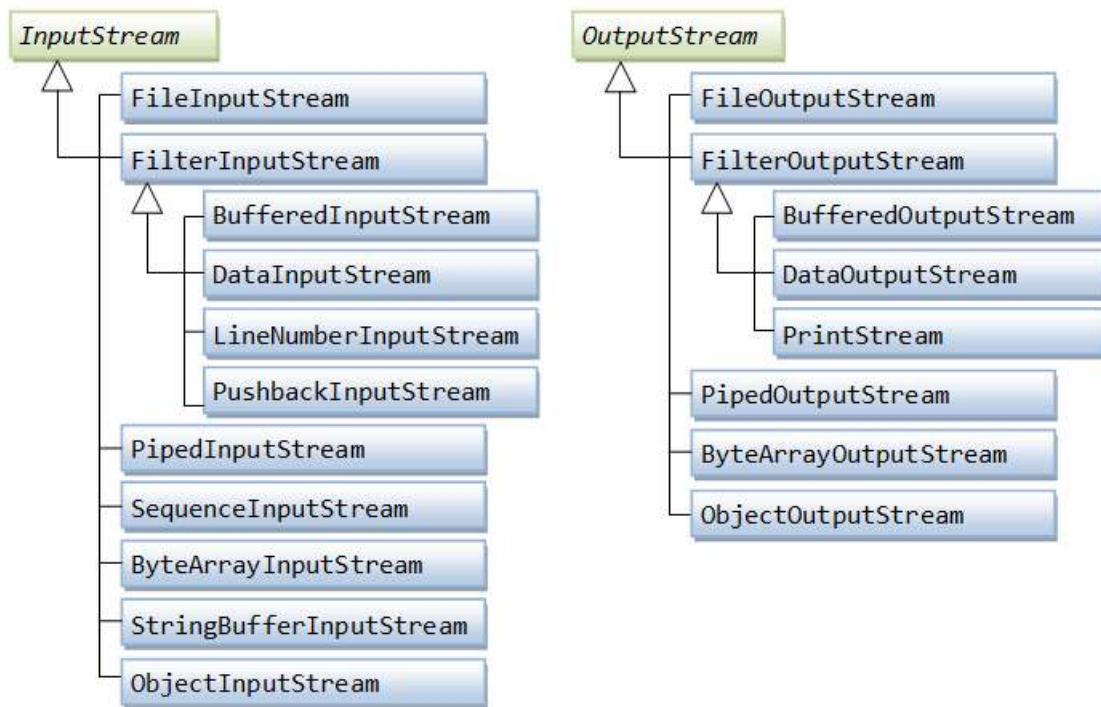 InputStream
FileInputStream
FilterInputStream
BufferedInputStream
DataInputStream
LineNumberInputStream
PushbackInputStream
PipedInputStream
SequenceInputStream
ByteArrayInputStream
StringBufferInputStream
ObjectInputStream
OutputStream
FileOutputStream
FilterOutputStream
BufferedOutputStream
DataOutputStream
PrintStream
PipedOutputStream
ByteArrayOutputStream
ObjectOutputStream